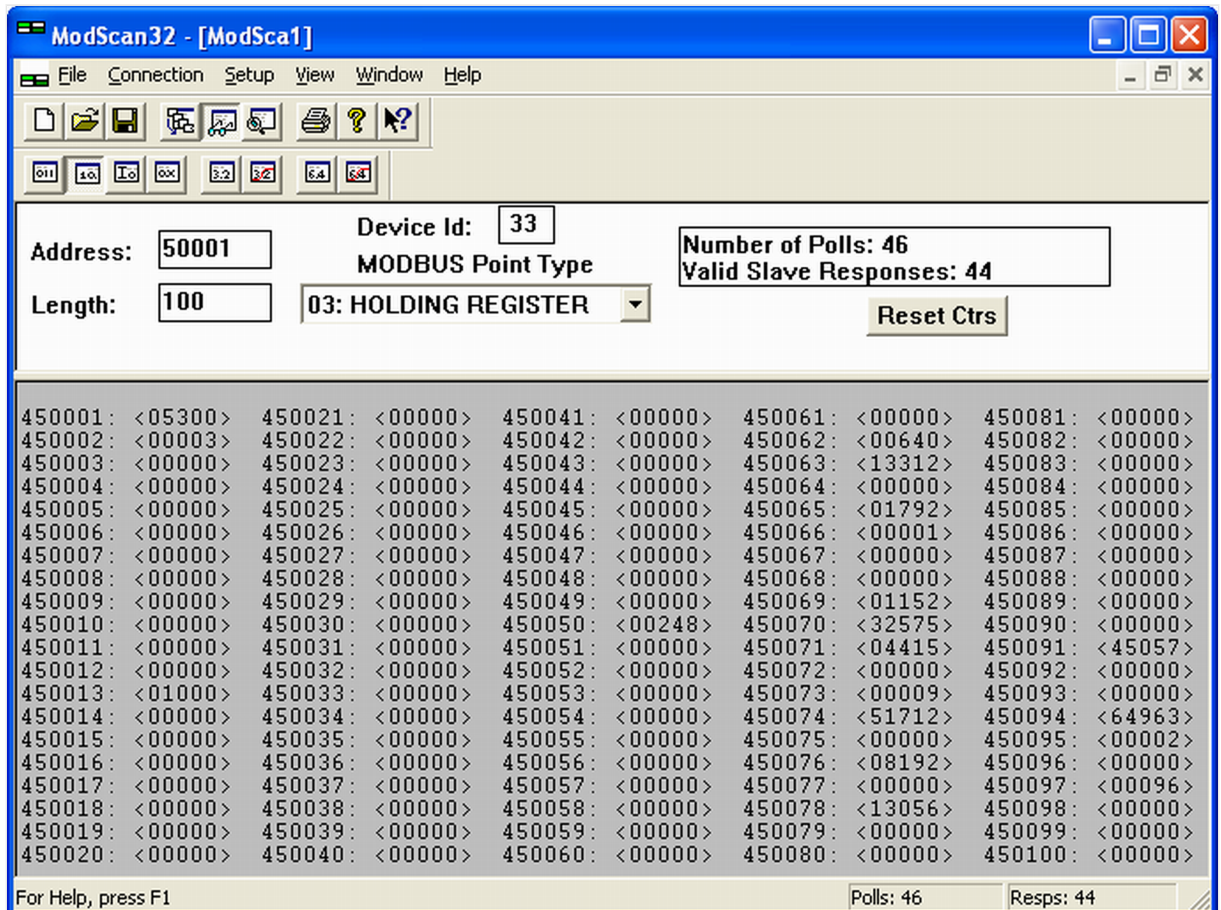 ModScan32 - [ModSca1]
File Connection Setup View Window Help
Address: 50001
Device Id: 33
MODBUS Point Type
Length: 100
03: HOLDING REGISTER
Number of Polls: 46
Valid Slave Responses: 44
Reset Ctrs
450001: <05300> 450021: <00000> 450041: <00000> 450061: <00000> 450081: <00000>
450002: <00003> 450022: <00000> 450042: <00000> 450062: <00640> 450082: <00000>
450003: <00000> 450023: <00000> 450043: <00000> 450063: <13312> 450083: <00000>
450004: <00000> 450024: <00000> 450044: <00000> 450064: <00000> 450084: <00000>
450005: <00000> 450025: <00000> 450045: <00000> 450065: <01792> 450085: <00000>
450006: <00000> 450026: <00000> 450046: <00000> 450066: <00001> 450086: <00000>
450007: <00000> 450027: <00000> 450047: <00000> 450067: <00000> 450087: <00000>
450008: <00000> 450028: <00000> 450048: <00000> 450068: <00000> 450088: <00000>
450009: <00000> 450029: <00000> 450049: <00000> 450069: <01152> 450089: <00000>
450010: <00000> 450030: <00000> 450050: <00248> 450070: <32575> 450090: <00000>
450011: <00000> 450031: <00000> 450051: <00000> 450071: <04415> 450091: <45057>
450012: <00000> 450032: <00000> 450052: <00000> 450072: <00000> 450092: <00000>
450013: <01000> 450033: <00000> 450053: <00000> 450073: <00009> 450093: <00000>
450014: <00000> 450034: <00000> 450054: <00000> 450074: <51712> 450094: <64963>
450015: <00000> 450035: <00000> 450055: <00000> 450075: <00000> 450095: <00002>
450016: <00000> 450036: <00000> 450056: <00000> 450076: <08192> 450096: <00000>
450017: <00000> 450037: <00000> 450057: <00000> 450077: <00000> 450097: <00096>
450018: <00000> 450038: <00000> 450058: <00000> 450078: <13056> 450098: <00000>
450019: <00000> 450039: <00000> 450059: <00000> 450079: <00000> 450099: <00000>
450020: <00000> 450040: <00000> 450060: <00000> 450080: <00000> 450100: <00000>
For Help, press F1
Polls: 46
Resps: 44